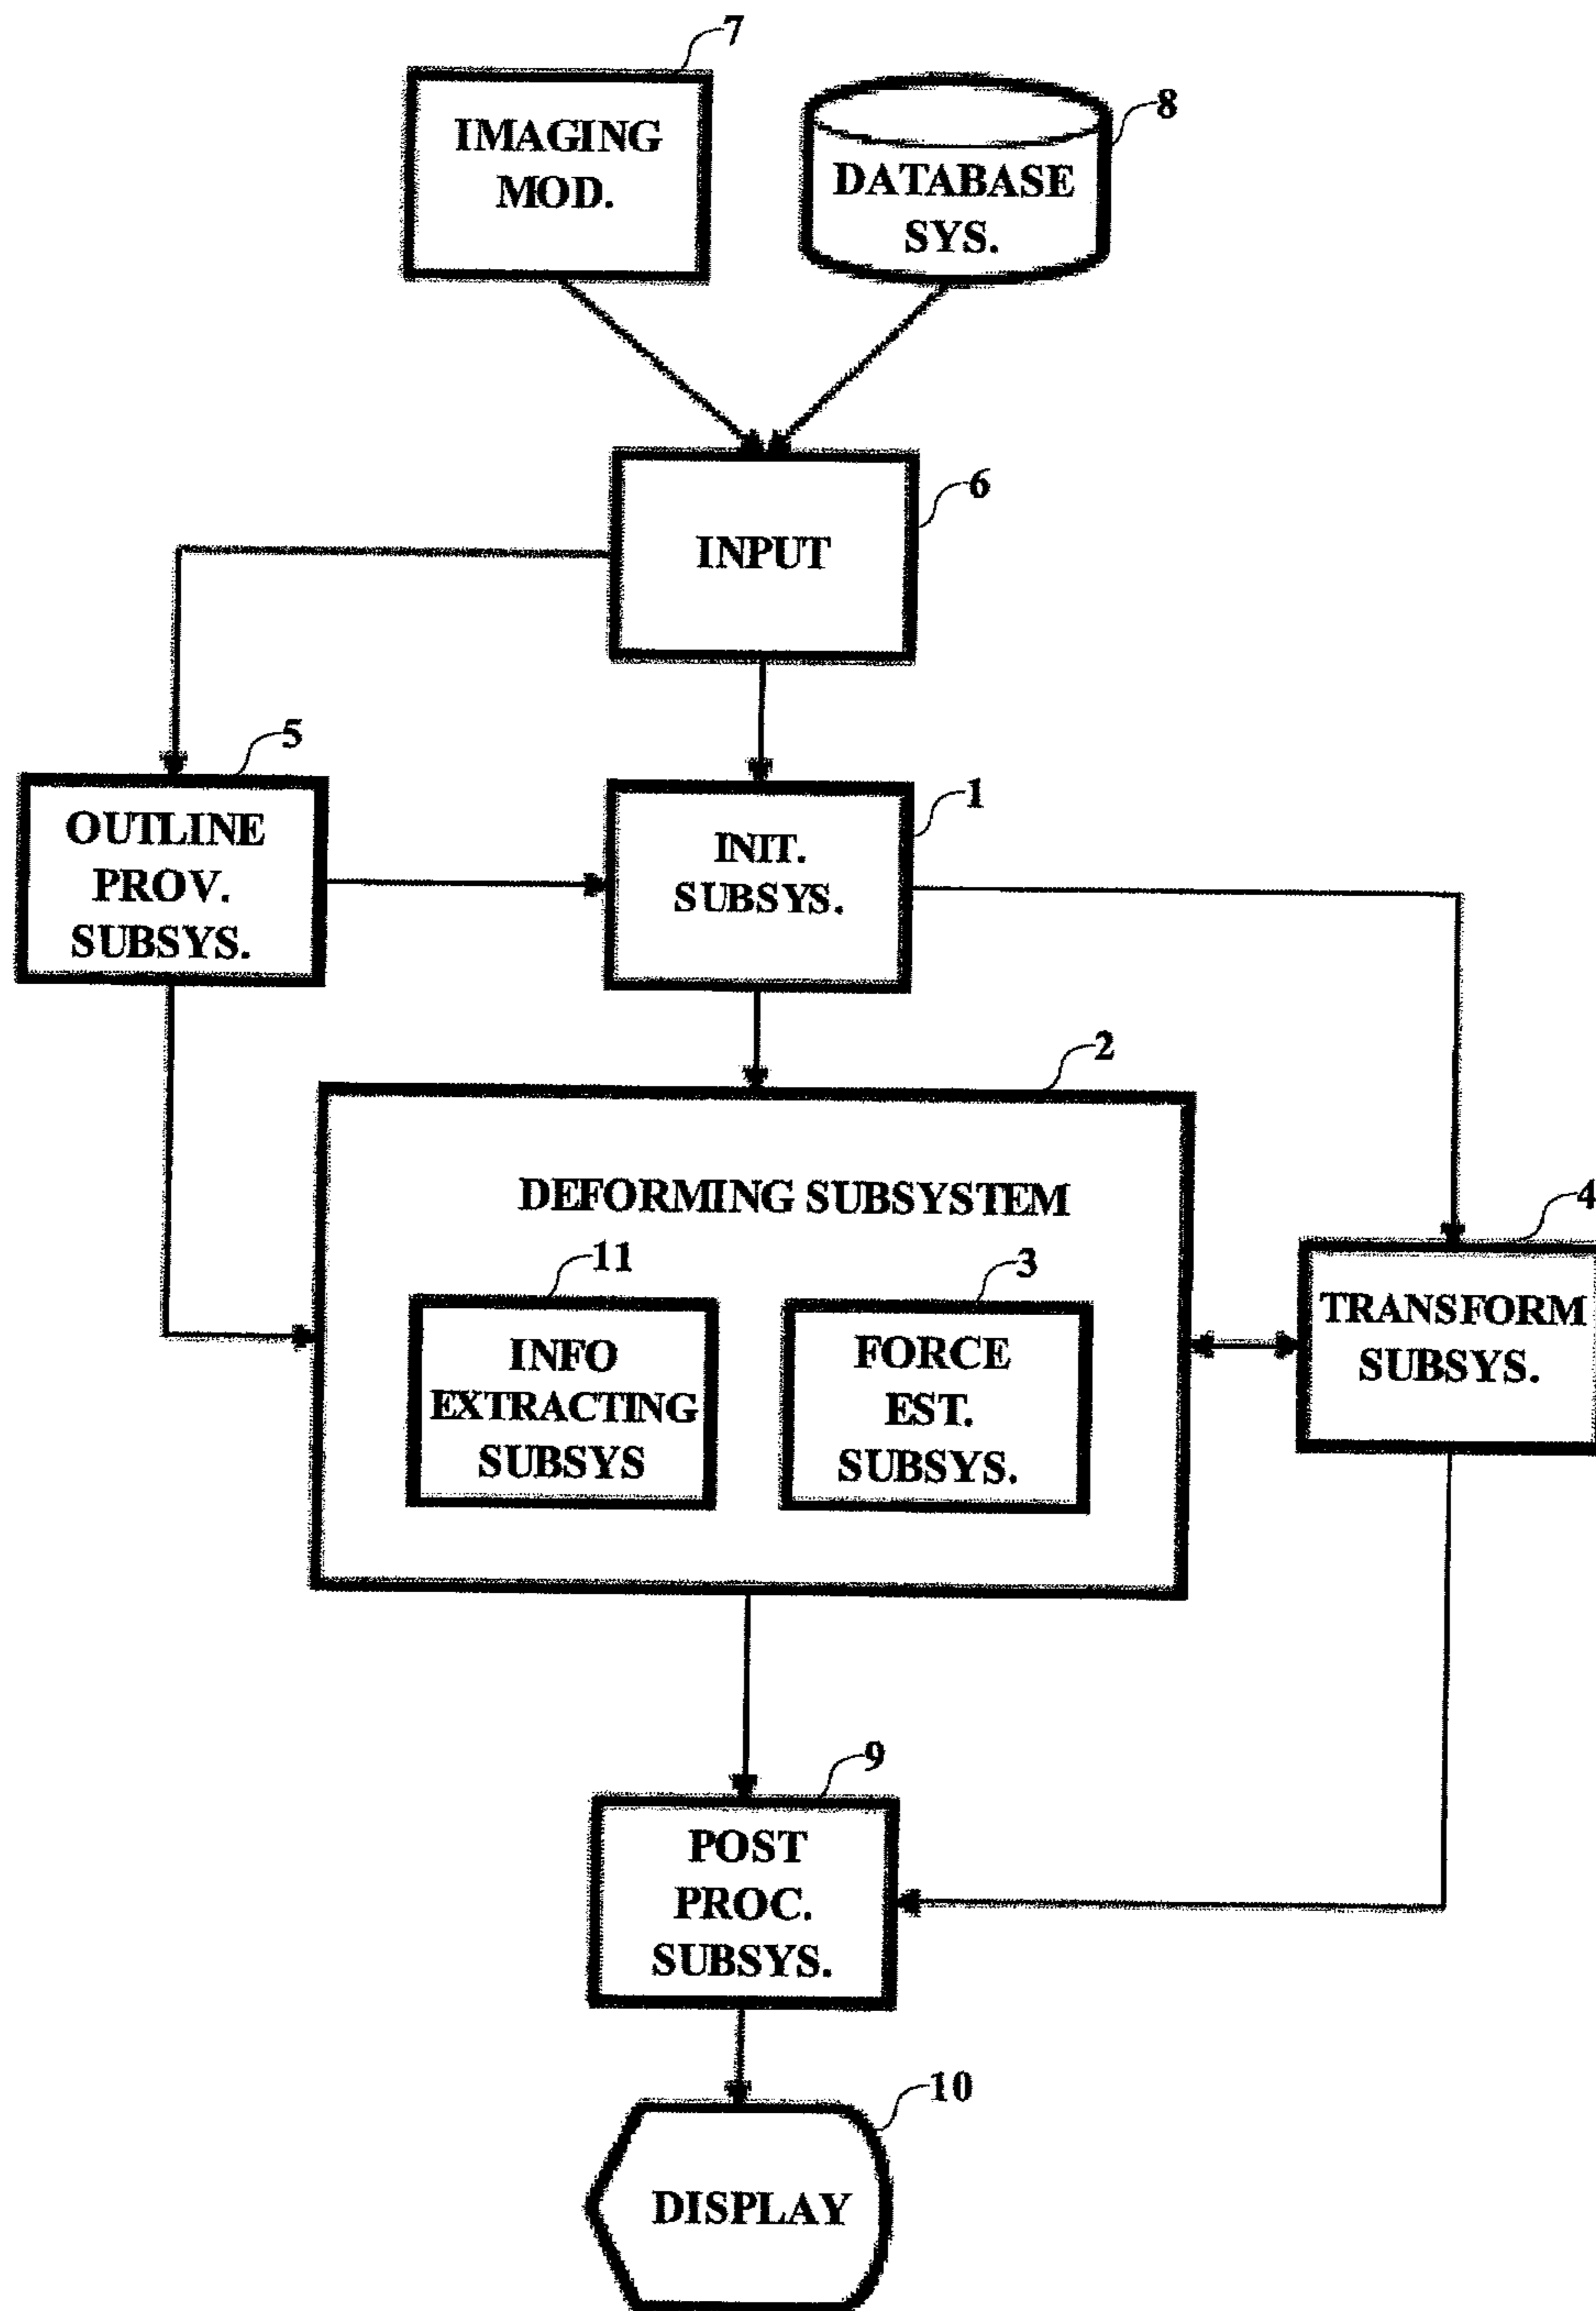 7
IMAGING
MOD.
8
DATABASE
SYS.
6
INPUT
5
OUTLINE
PROV.
SUBSYS.
1
INIT.
SUBSYS.
2
DEFORMING SUBSYSTEM
11
INFO
EXTRACTING
SUBSYS
3
FORCE
EST.
SUBSYS.
4
TRANSFORM
SUBSYS.
9
POST
PROC.
SUBSYS.
10
DISPLAY